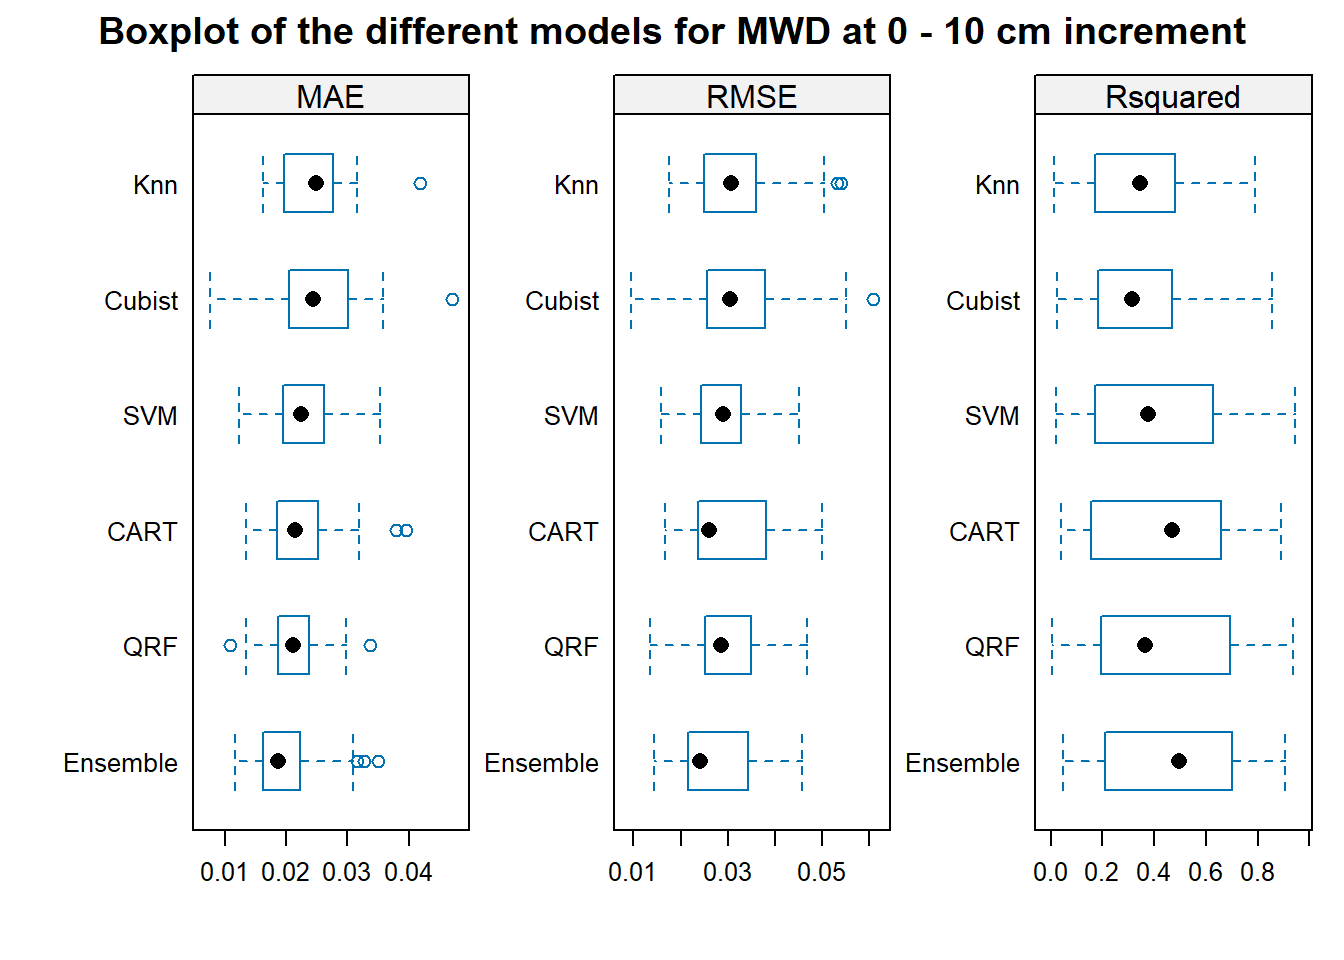 Boxplot of the different models for MWD at 0 - 10 cm increment
MAE
Knn
Cubist
SVM
CART
QRF
Ensemble
0.01 0.02 0.03 0.04
RMSE
Knn
Cubist
SVM
CART
QRF
Ensemble
0.01 0.03 0.05
Rsquared
Knn
Cubist
SVM
CART
QRF
Ensemble
0.0 0.2 0.4 0.6 0.8